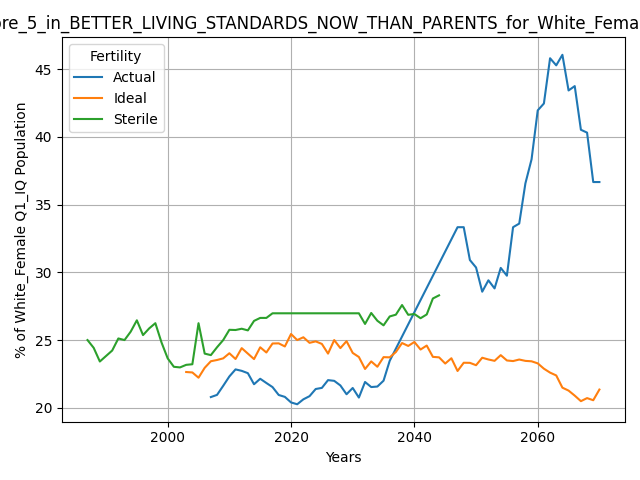 ore_5_in_BETTER_LIVING_STANDARDS_NOW_THAN_PARENTS_for_White_Fema
Fertility
Actual
Ideal
Sterile
% of White_Female Q1_IQ Population
45
40
35
30
25
20
2000
2020
2040
2060
Years